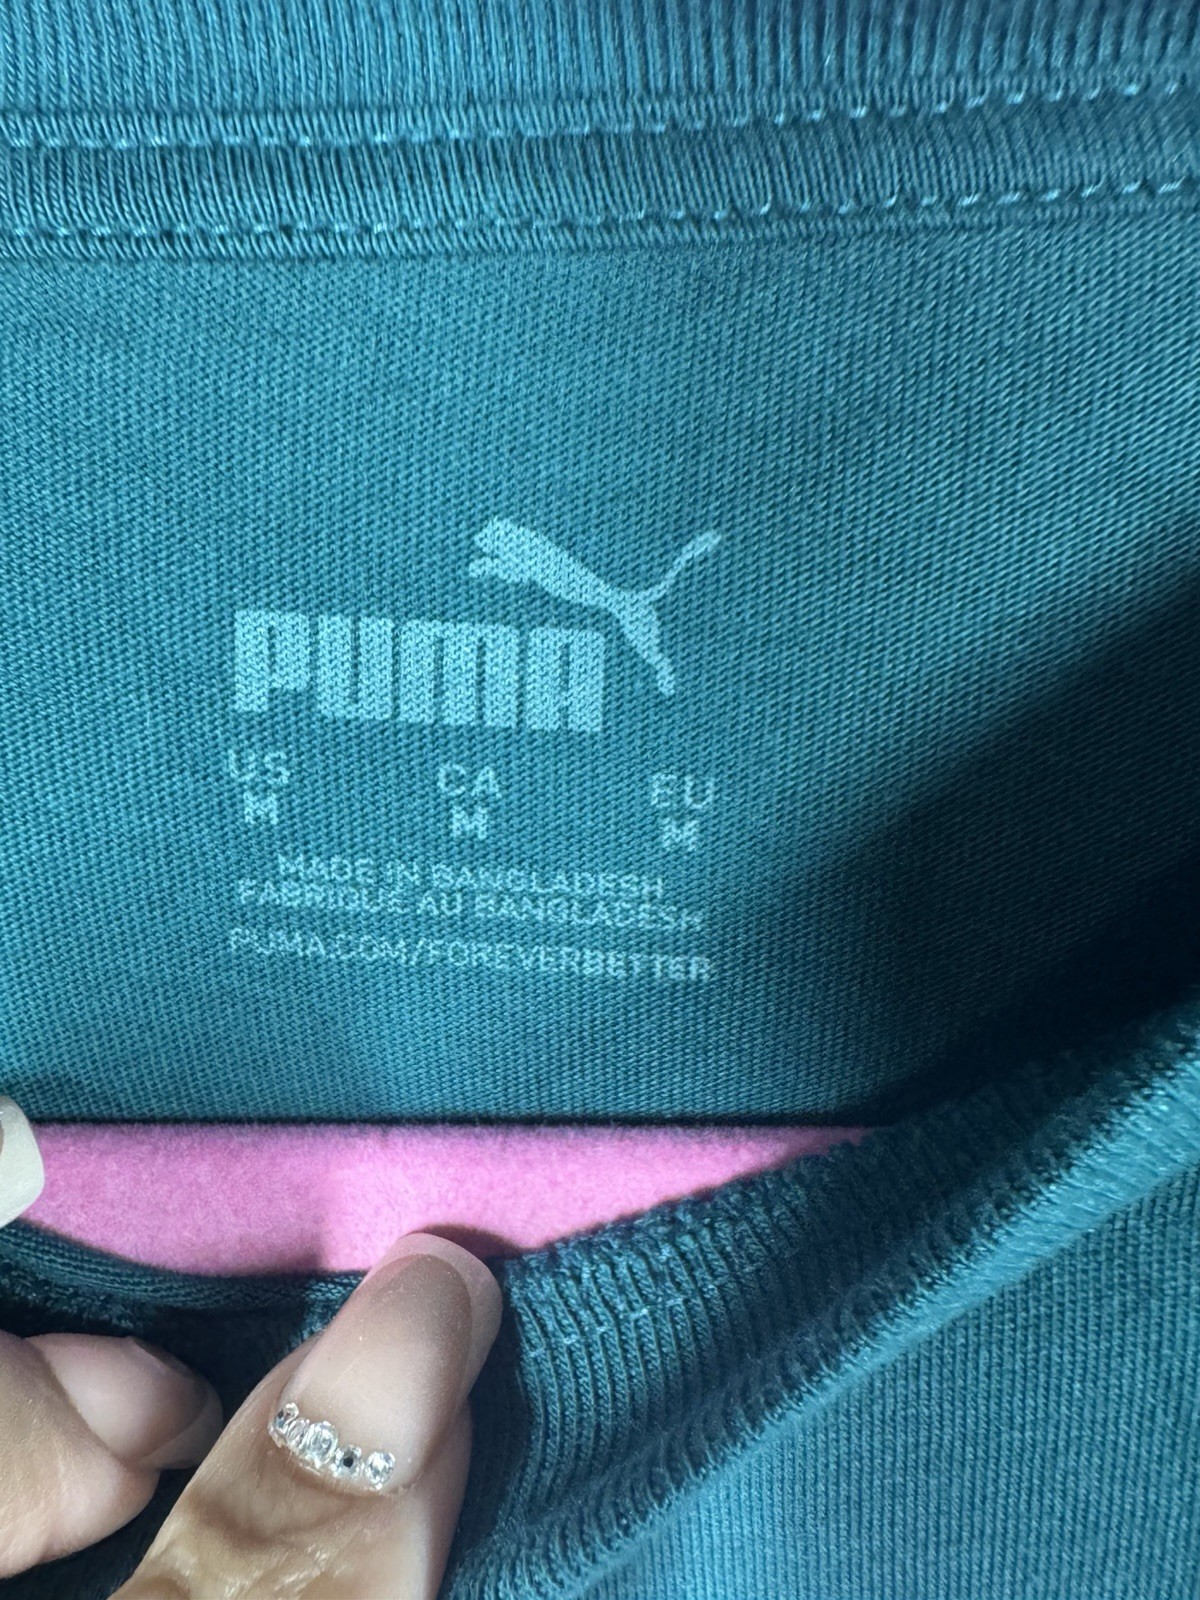 PUMA
US CA EU
M M M
MADE IN BANGLADESH
FABRIQUÉ AU BANGLADESH
PUMA.COM/FOREVERBETTER